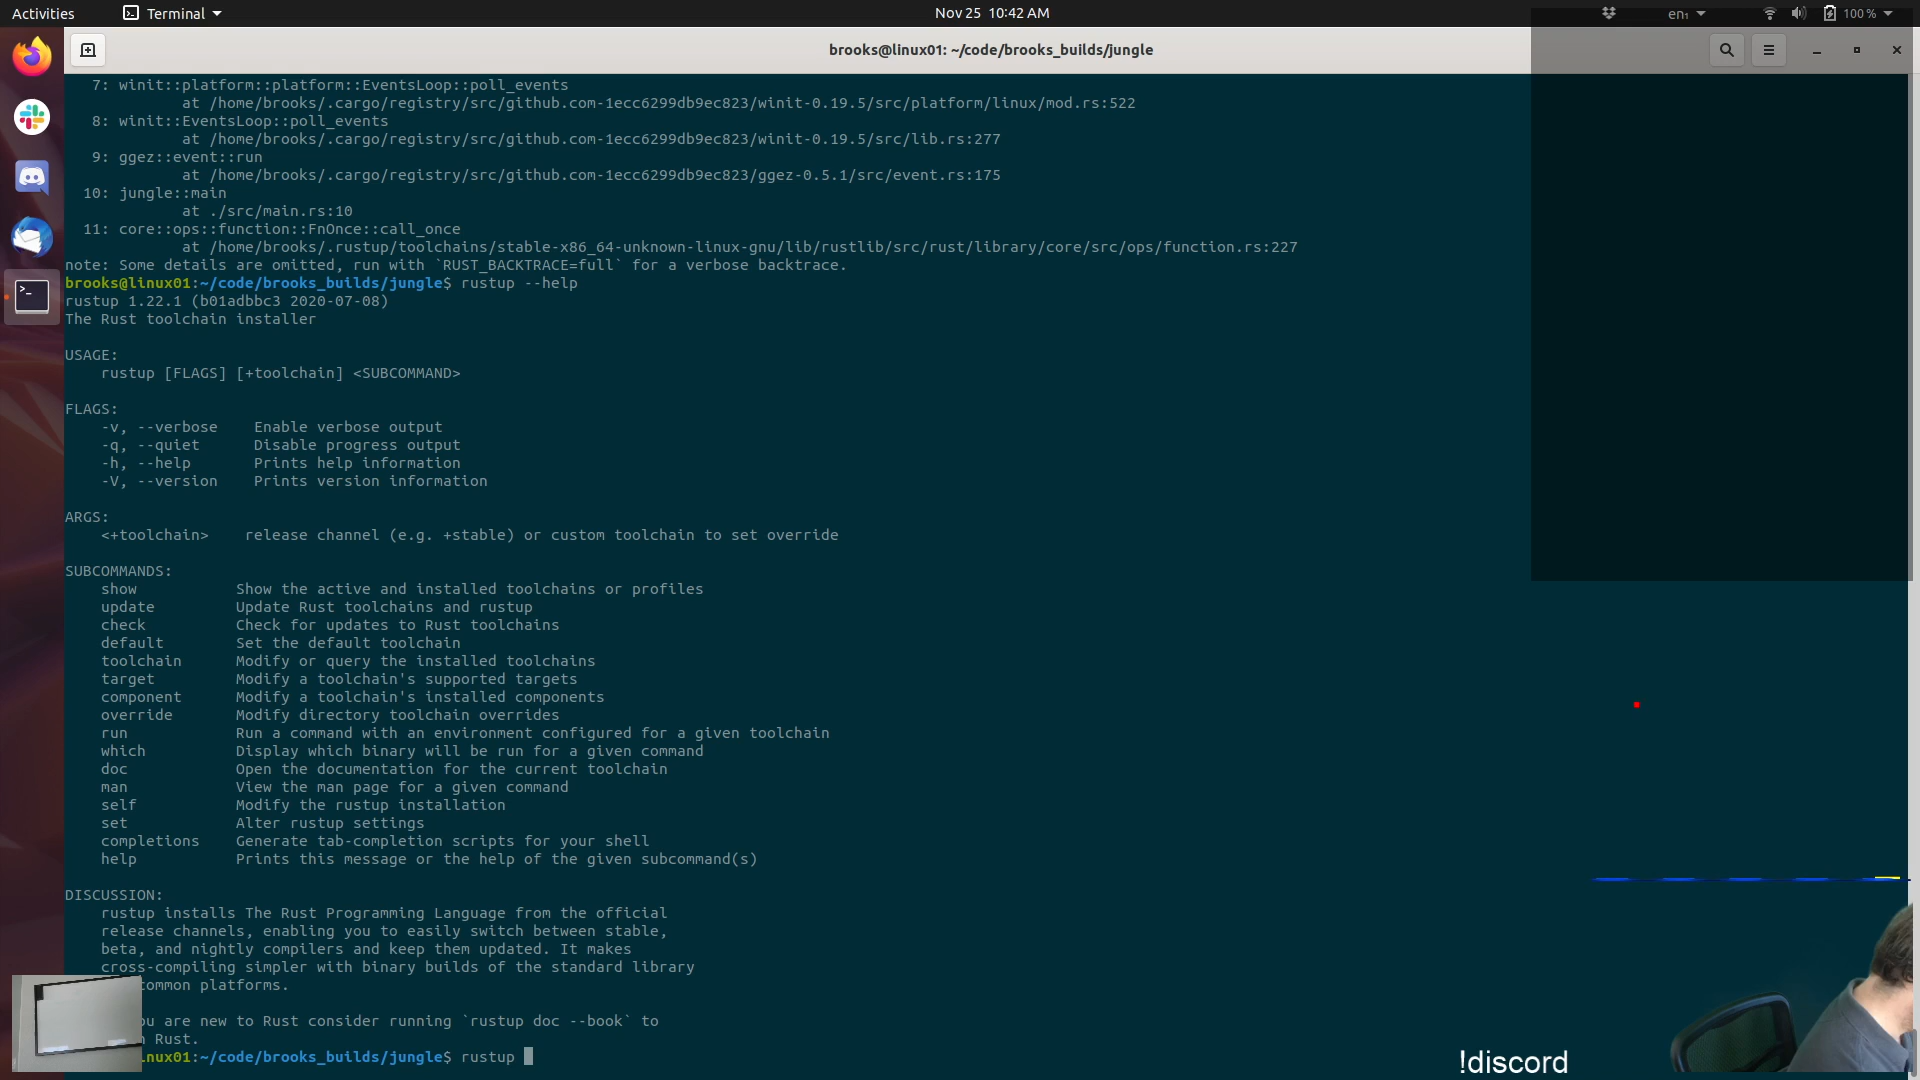 Activities Terminal Nov 25 10:42 AM en₁ 100 %
brooks@linux01: ~/code/brooks_builds/jungle
7: winit::platform::platform::EventsLoop::poll_events
at /home/brooks/.cargo/registry/src/github.com-1ecc6299db9ec823/winit-0.19.5/src/platform/linux/mod.rs:522
8: winit::EventsLoop::poll_events
at /home/brooks/.cargo/registry/src/github.com-1ecc6299db9ec823/winit-0.19.5/src/lib.rs:277
9: ggez::event::run
at /home/brooks/.cargo/registry/src/github.com-1ecc6299db9ec823/ggez-0.5.1/src/event.rs:175
10: jungle::main
at ./src/main.rs:10
11: core::ops::function::FnOnce::call_once
at /home/brooks/.rustup/toolchains/stable-x86_64-unknown-linux-gnu/lib/rustlib/src/rust/library/core/src/ops/function.rs:227
note: Some details are omitted, run with `RUST_BACKTRACE=full` for a verbose backtrace.
brooks@linux01:~/code/brooks_builds/jungle$ rustup --help
rustup 1.22.1 (b01adbbc3 2020-07-08)
The Rust toolchain installer
USAGE:
rustup [FLAGS] [+toolchain] <SUBCOMMAND>
FLAGS:
-v, --verbose Enable verbose output
-q, --quiet Disable progress output
-h, --help Prints help information
-V, --version Prints version information
ARGS:
<+toolchain> release channel (e.g. +stable) or custom toolchain to set override
SUBCOMMANDS:
show Show the active and installed toolchains or profiles
update Update Rust toolchains and rustup
check Check for updates to Rust toolchains
default Set the default toolchain
toolchain Modify or query the installed toolchains
target Modify a toolchain's supported targets
component Modify a toolchain's installed components
override Modify directory toolchain overrides
run Run a command with an environment configured for a given toolchain
which Display which binary will be run for a given command
doc Open the documentation for the current toolchain
man View the man page for a given command
self Modify the rustup installation
set Alter rustup settings
completions Generate tab-completion scripts for your shell
help Prints this message or the help of the given subcommand(s)
DISCUSSION:
rustup installs The Rust Programming Language from the official
release channels, enabling you to easily switch between stable,
beta, and nightly compilers and keep them updated. It makes
cross-compiling simpler with binary builds of the standard library
common platforms.
ou are new to Rust consider running `rustup doc --book` to
Rust.
inux01:~/code/brooks_builds/jungle$ rustup
!discord